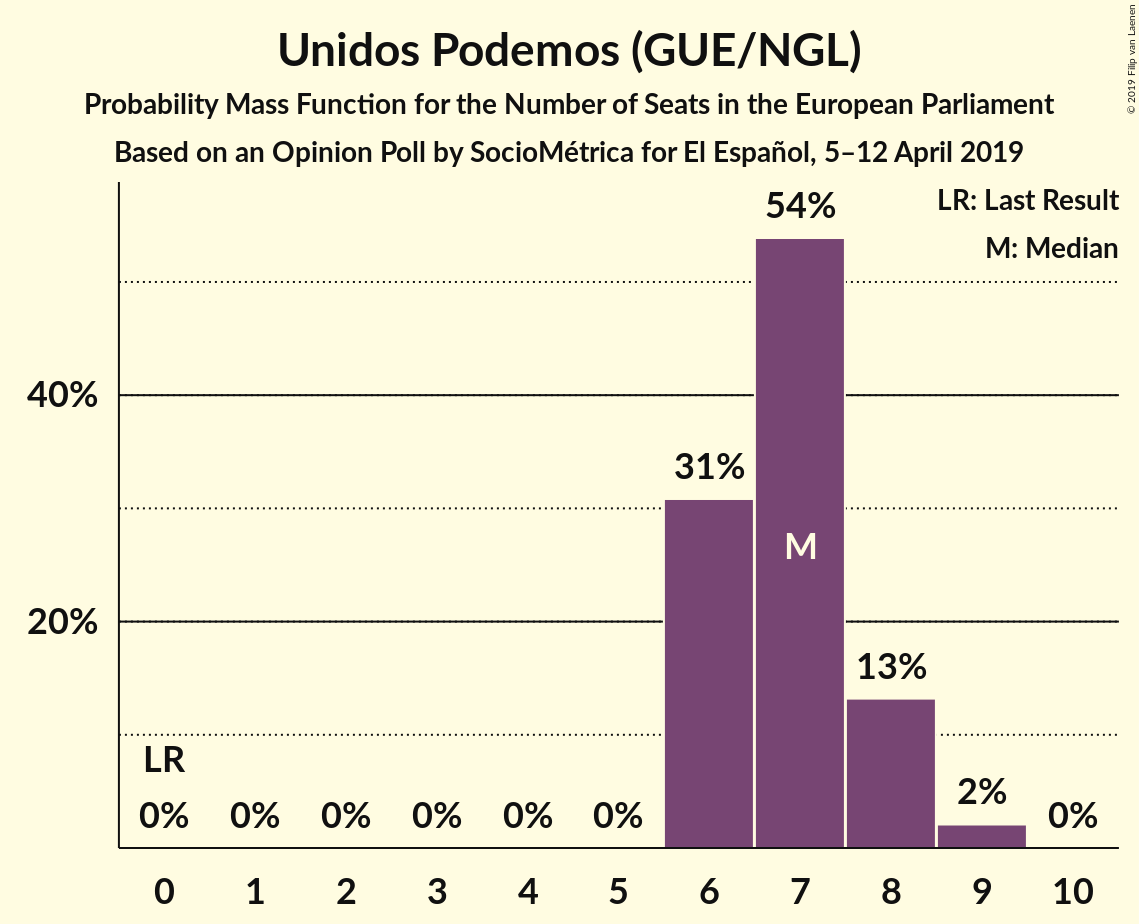 Unidos Podemos (GUE/NGL)
Probability Mass Function for the Number of Seats in the European Parliament
Based on an Opinion Poll by SocioMétrica for El Español, 5–12 April 2019
© 2019 Filip van Laenen
LR: Last Result
M: Median
54%
40%
31%
M
20%
13%
LR
2%
0% 0% 0% 0% 0% 0% 0%
0 1 2 3 4 5 6 7 8 9 10